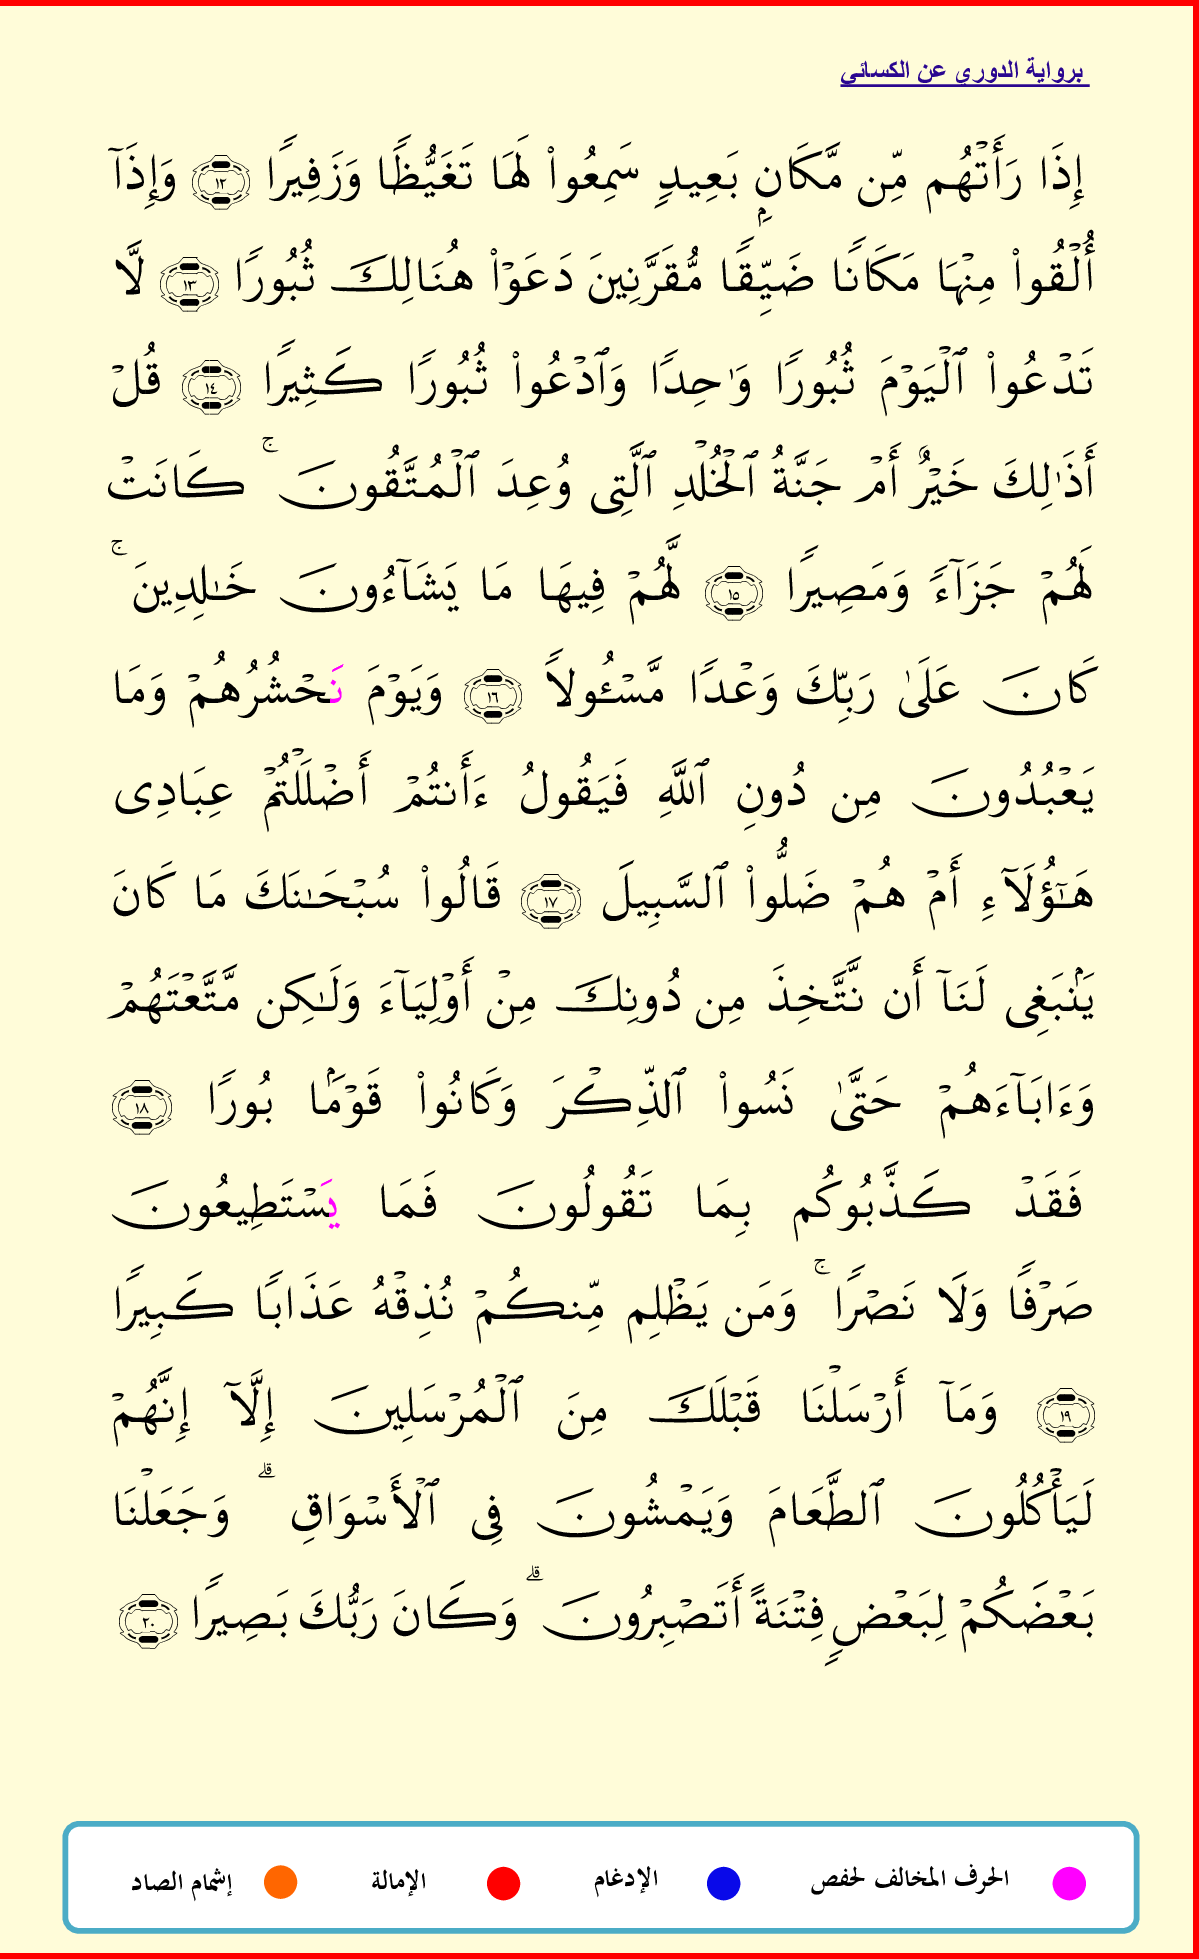 برواية الدوري عن الكسائي
إِذَا رَأَتْهُم مِّن مَّكَانِۭ بَعِيدٖ سَمِعُواْ لَهَا تَغَيُّظٗا وَزَفِيرٗا ١٢ وَإِذَآ
أُلۡقُواْ مِنۡهَا مَكَانٗا ضَيِّقٗا مُّقَرَّنِينَ دَعَوۡاْ هُنَالِكَ ثُبُورٗا ١٣ لَّا
تَدۡعُواْ ٱلۡيَوۡمَ ثُبُورٗا وَٰحِدٗا وَٱدۡعُواْ ثُبُورٗا كَثِيرٗا ١٤ قُلۡ
أَذَٰلِكَ خَيۡرٌ أَمۡ جَنَّةُ ٱلۡخُلۡدِ ٱلَّتِي وُعِدَ ٱلۡمُتَّقُونَۚ كَانَتۡ
لَهُمۡ جَزَآءٗ وَمَصِيرٗا ١٥ لَّهُمۡ فِيهَا مَا يَشَآءُونَ خَٰلِدِينَۚ
كَانَ عَلَىٰ رَبِّكَ وَعۡدٗا مَّسۡـُٔولٗا ١٦ وَيَوۡمَ نَحۡشُرُهُمۡ وَمَا
يَعۡبُدُونَ مِن دُونِ ٱللَّهِ فَيَقُولُ ءَأَنتُمۡ أَضۡلَلۡتُمۡ عِبَادِي
هَٰٓؤُلَآءِ أَمۡ هُمۡ ضَلُّواْ ٱلسَّبِيلَ ١٧ قَالُواْ سُبۡحَٰنَكَ مَا كَانَ
يَنۢبَغِي لَنَآ أَن نَّتَّخِذَ مِن دُونِكَ مِنۡ أَوۡلِيَآءَ وَلَٰكِن مَّتَّعۡتَهُمۡ
وَءَابَآءَهُمۡ حَتَّىٰ نَسُواْ ٱلذِّكۡرَ وَكَانُواْ قَوۡمَۢا بُورٗا ١٨
فَقَدۡ كَذَّبُوكُم بِمَا تَقُولُونَ فَمَا يَسۡتَطِيعُونَ
صَرۡفٗا وَلَا نَصۡرٗاۚ وَمَن يَظۡلِم مِّنكُمۡ نُذِقۡهُ عَذَابٗا كَبِيرٗا
١٩ وَمَآ أَرۡسَلۡنَا قَبۡلَكَ مِنَ ٱلۡمُرۡسَلِينَ إِلَّآ إِنَّهُمۡ
لَيَأۡكُلُونَ ٱلطَّعَامَ وَيَمۡشُونَ فِي ٱلۡأَسۡوَاقِۗ وَجَعَلۡنَا
بَعۡضَكُمۡ لِبَعۡضٖ فِتۡنَةً أَتَصۡبِرُونَۗ وَكَانَ رَبُّكَ بَصِيرٗا ٢٠
الحرف المخالف لحفص الإدغام الإمالة إشمام الصاد